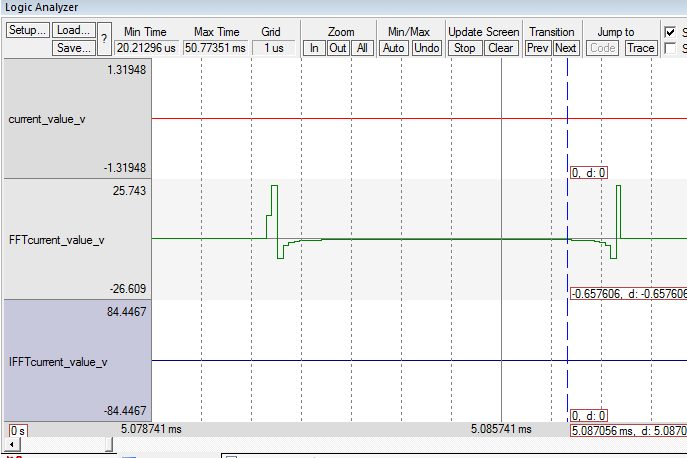 Logic Analyzer
Setup... Load... ? Min Time Max Time Grid Zoom Min/Max Update Screen Transition Jump to
Save... 20.21296 us 50.77351 ms 1 us In Out All Auto Undo Stop Clear Prev Next Code Trace
1.31948
current_value_v
-1.31948
0, d: 0
25.743
FFTcurrent_value_v
-26.609
-0.657606, d: -0.657606
84.4467
IFFTcurrent_value_v
-84.4467
0, d: 0
0 s 5.078741 ms 5.085741 ms 5.087056 ms, d: 5.0870